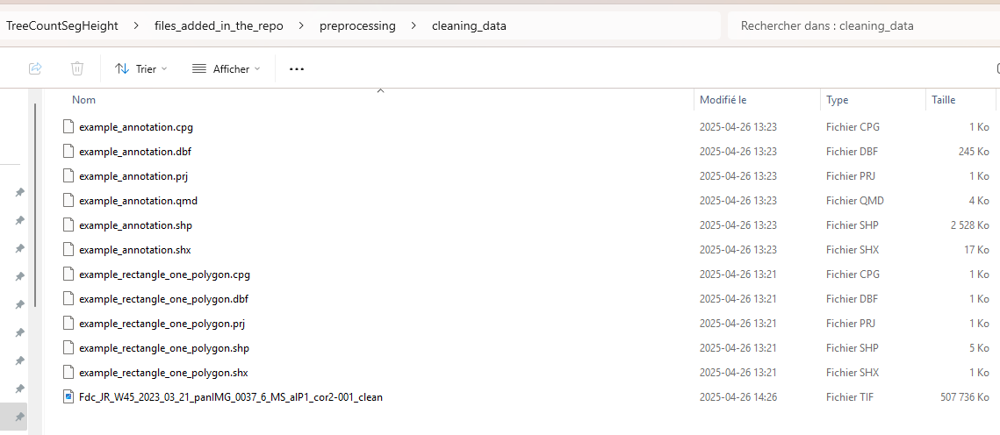 TreeCountSegHeight > files_added_in_the_repo > preprocessing > cleaning_data Rechercher dans : cleaning_data
Trier Afficher
Nom Modifié le Type Taille
example_annotation.cpg 2025-04-26 13:23 Fichier CPG 1 Ko
example_annotation.dbf 2025-04-26 13:23 Fichier DBF 245 Ko
example_annotation.prj 2025-04-26 13:23 Fichier PRJ 1 Ko
example_annotation.qmd 2025-04-26 13:23 Fichier QMD 4 Ko
example_annotation.shp 2025-04-26 13:23 Fichier SHP 2 528 Ko
example_annotation.shx 2025-04-26 13:23 Fichier SHX 17 Ko
example_rectangle_one_polygon.cpg 2025-04-26 13:21 Fichier CPG 1 Ko
example_rectangle_one_polygon.dbf 2025-04-26 13:21 Fichier DBF 1 Ko
example_rectangle_one_polygon.prj 2025-04-26 13:21 Fichier PRJ 1 Ko
example_rectangle_one_polygon.shp 2025-04-26 13:21 Fichier SHP 5 Ko
example_rectangle_one_polygon.shx 2025-04-26 13:21 Fichier SHX 1 Ko
Fdc_JR_W45_2023_03_21_panIMG_0037_6_MS_alP1_cor2-001_clean 2025-04-26 14:26 Fichier TIF 507 736 Ko